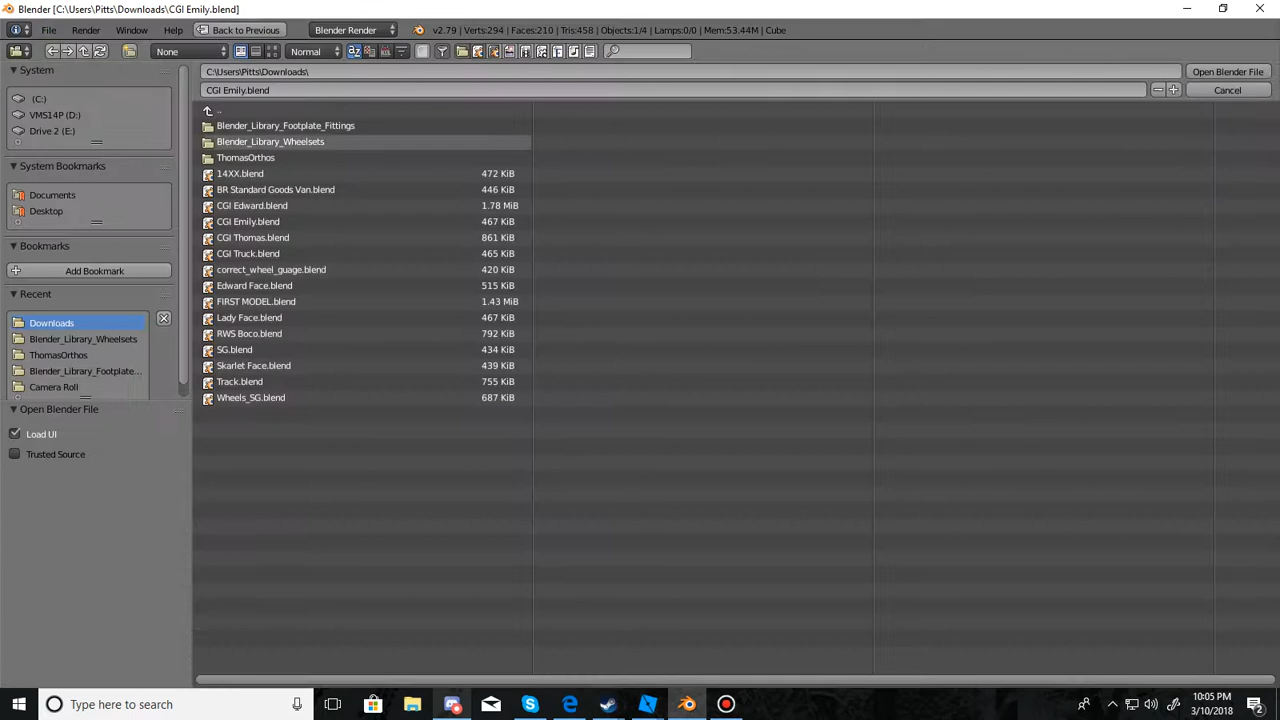 Blender [C:\Users\Pitts\Downloads\CGI Emily.blend]
File Render Window Help Back to Previous Blender Render v2.79 | Verts:294 | Faces:210 | Tris:458 | Objects:1/4 | Lamps:0/0 | Mem:53.44M | Cube
None Normal
System
(C:)
VMS14P (D:)
Drive 2 (E:)
System Bookmarks
Documents
Desktop
Bookmarks
Add Bookmark
Recent
Downloads
Blender_Library_Wheelsets
ThomasOrthos
Blender_Library_Footplate...
Camera Roll
Open Blender File
Load UI
Trusted Source
C:\Users\Pitts\Downloads\ Open Blender File
CGI Emily.blend Cancel
..
Blender_Library_Footplate_Fittings
Blender_Library_Wheelsets
ThomasOrthos
14XX.blend 472 KiB
BR Standard Goods Van.blend 446 KiB
CGI Edward.blend 1.78 MiB
CGI Emily.blend 467 KiB
CGI Thomas.blend 861 KiB
CGI Truck.blend 465 KiB
correct_wheel_guage.blend 420 KiB
Edward Face.blend 515 KiB
FIRST MODEL.blend 1.43 MiB
Lady Face.blend 467 KiB
RWS Boco.blend 792 KiB
SG.blend 434 KiB
Skarlet Face.blend 439 KiB
Track.blend 755 KiB
Wheels_SG.blend 687 KiB
Type here to search
10:05 PM
3/10/2018
2